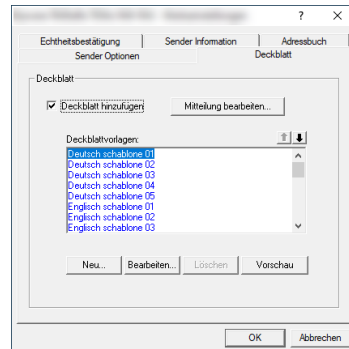 Echtheitsbestätigung Sender Information Adressbuch
Sender Optionen Deckblatt
Deckblatt
Deckblatt hinzufügen Mitteilung bearbeiten...
Deckblattvorlagen:
Deutsch schablone 01
Deutsch schablone 02
Deutsch schablone 03
Deutsch schablone 04
Deutsch schablone 05
Englisch schablone 01
Englisch schablone 02
Englisch schablone 03
Neu... Bearbeiten... Löschen Vorschau
OK Abbrechen